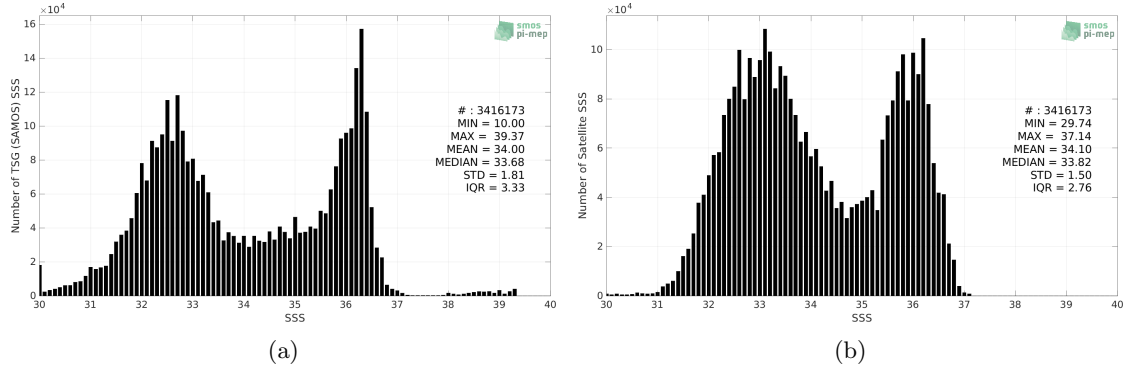 ×10⁴
16
14
12
10
8
6
4
2
0
30 31 32 33 34 35 36 37 38 39 40
Number of TSG (SAMOS) SSS
SSS
smos
pi-mep
# : 3416173
MIN = 10.00
MAX = 39.37
MEAN = 34.00
MEDIAN = 33.68
STD = 1.81
IQR = 3.33
(a)
×10⁴
10
8
6
4
2
0
30 31 32 33 34 35 36 37 38 39 40
Number of Satellite SSS
SSS
smos
pi-mep
# : 3416173
MIN = 29.74
MAX = 37.14
MEAN = 34.10
MEDIAN = 33.82
STD = 1.50
IQR = 2.76
(b)